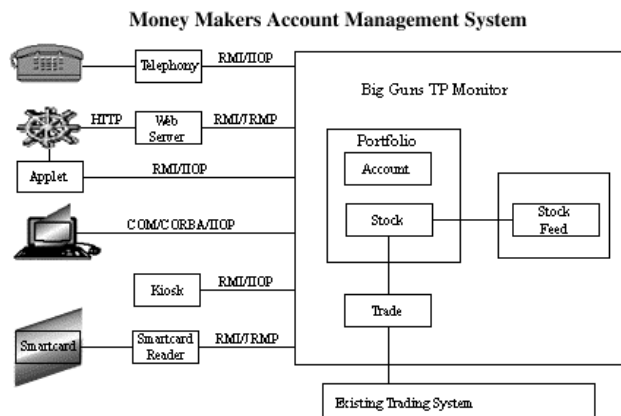 Money Makers Account Management System
Telephony
RMI/IIOP
Big Guns TP Monitor
HTTP
Web
Server
RMI/JRMP
Portfolio
Account
Applet
RMI/IIOP
Stock
Stock
Feed
COM/CORBA/IIOP
Kiosk
RMI/IIOP
Trade
Smartcard
Smartcard
Reader
RMI/JRMP
Existing Trading System